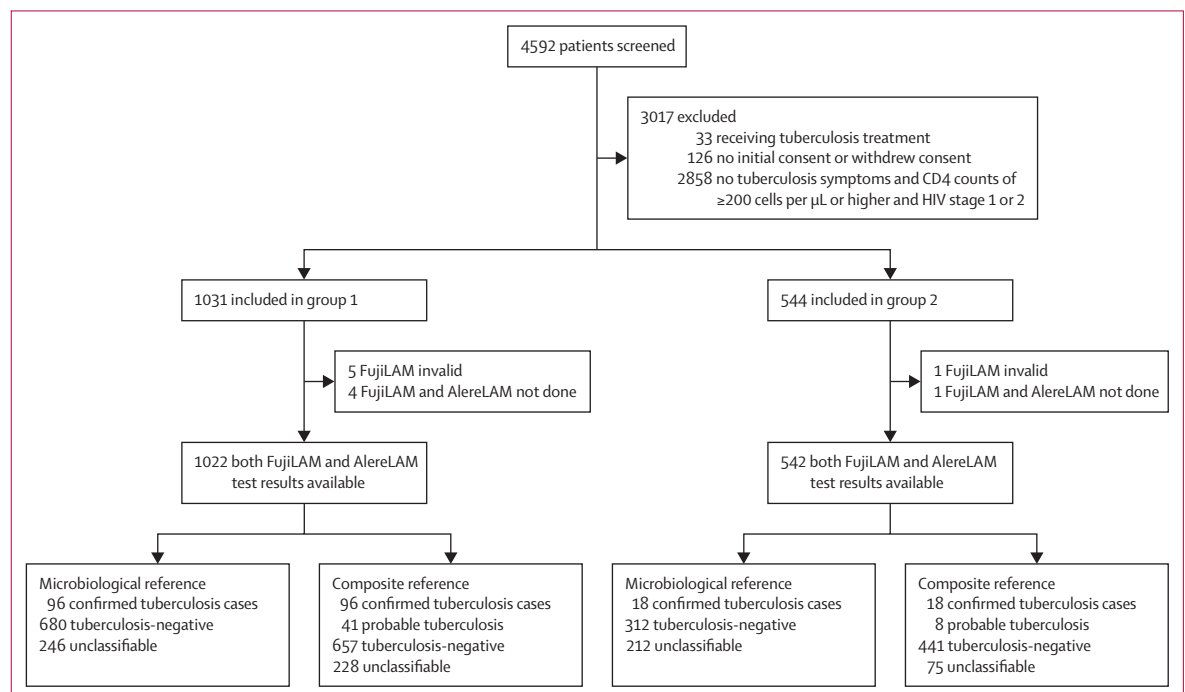 4592 patients screened
3017 excluded
33 receiving tuberculosis treatment
126 no initial consent or withdrew consent
2858 no tuberculosis symptoms and CD4 counts of
≥200 cells per µL or higher and HIV stage 1 or 2
1031 included in group 1
544 included in group 2
5 FujiLAM invalid
4 FujiLAM and AlereLAM not done
1 FujiLAM invalid
1 FujiLAM and AlereLAM not done
1022 both FujiLAM and AlereLAM
test results available
542 both FujiLAM and AlereLAM
test results available
Microbiological reference
96 confirmed tuberculosis cases
680 tuberculosis-negative
246 unclassifiable
Composite reference
96 confirmed tuberculosis cases
41 probable tuberculosis
657 tuberculosis-negative
228 unclassifiable
Microbiological reference
18 confirmed tuberculosis cases
312 tuberculosis-negative
212 unclassifiable
Composite reference
18 confirmed tuberculosis cases
8 probable tuberculosis
441 tuberculosis-negative
75 unclassifiable